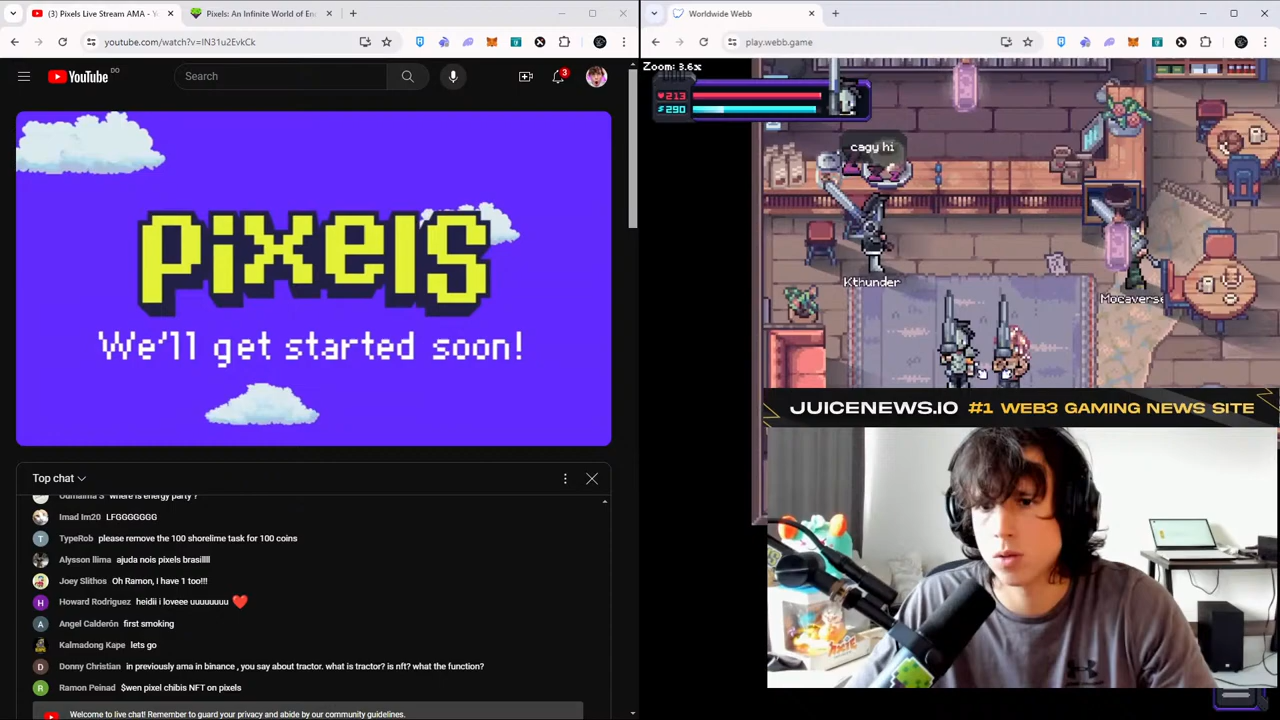 (3) Pixels Live Stream AMA - Y
Pixels: An Infinite World of En
Worldwide Webb
youtube.com/watch?v=IN31u2EvkCk
play.webb.game
YouTube DO
Search
3
Zoom: 3.6x
213
290
cagy hi
Kthunder
Mocaverse
pixels
We'll get started soon!
JUICENEWS.IO #1 WEB3 GAMING NEWS SITE
Top chat
Oumaima S where is energy party ?
Imad Im20 LFGGGGGGG
TypeRob please remove the 100 shorelime task for 100 coins
Alysson Ilima ajuda nois pixels brasillll
Joey Slithos Oh Ramon, I have 1 too!!!
H Howard Rodriguez heidii i loveee uuuuuuuu
A Angel Calderón first smoking
Kalmadong Kape lets go
D Donny Christian in previously ama in binance , you say about tractor. what is tractor? is nft? what the function?
R Ramon Peinad $wen pixel chibis NFT on pixels
Welcome to live chat! Remember to guard your privacy and abide by our community guidelines.